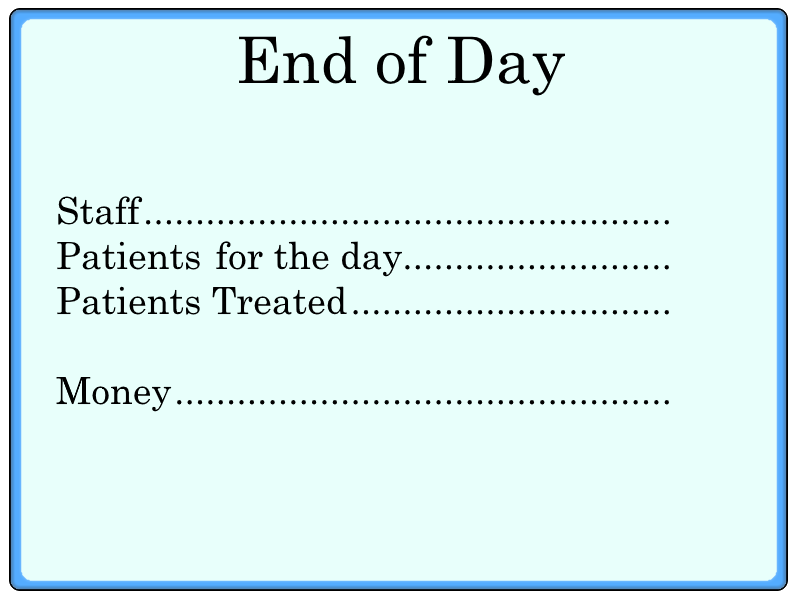 End of Day
Staff...................................................
Patients for the day..........................
Patients Treated...............................
Money................................................